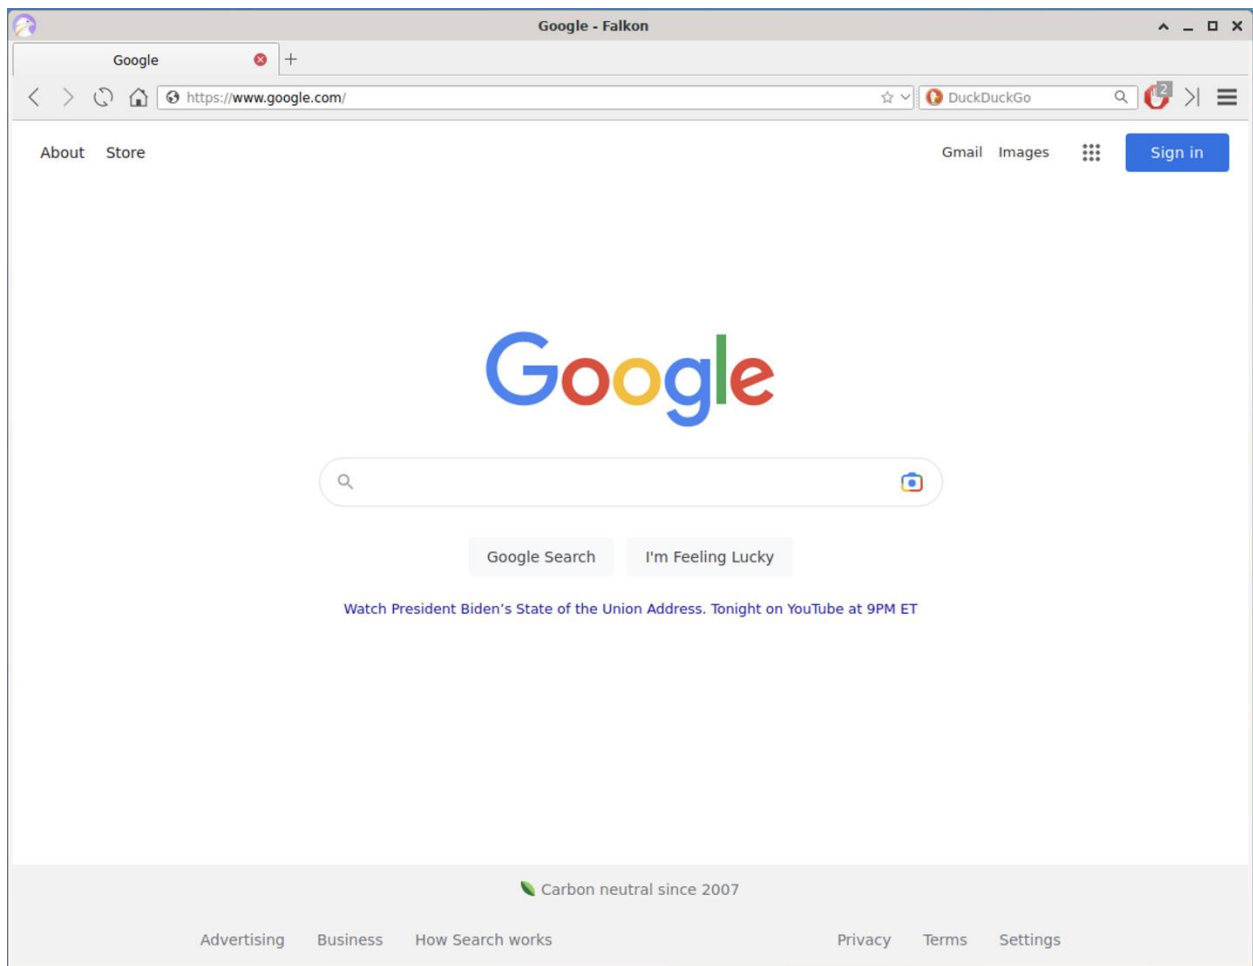 Google - Falkon
Google
https://www.google.com/ DuckDuckGo 2
About Store Gmail Images Sign in
Google
Google Search I'm Feeling Lucky
Watch President Biden’s State of the Union Address. Tonight on YouTube at 9PM ET
Carbon neutral since 2007
Advertising Business How Search works Privacy Terms Settings